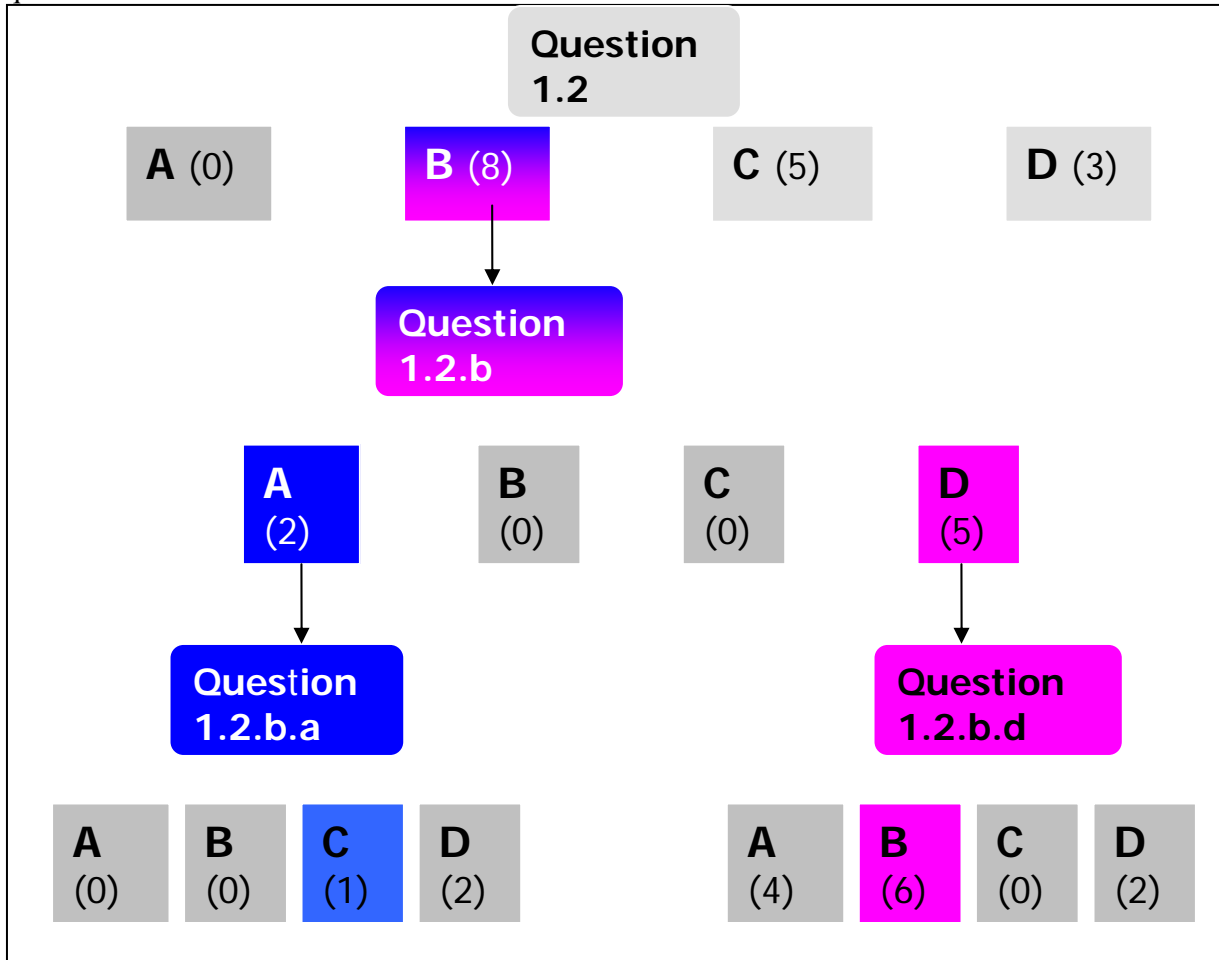 Question
1.2
A (0)
B (8)
C (5)
D (3)
Question
1.2.b
A
(2)
B
(0)
C
(0)
D
(5)
Question
1.2.b.a
Question
1.2.b.d
A
(0)
B
(0)
C
(1)
D
(2)
A
(4)
B
(6)
C
(0)
D
(2)